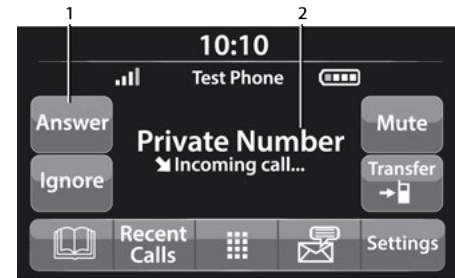 1 2
10:10
Test Phone
Answer
Private Number
Incoming call...
Mute
Ignore
Transfer
Recent
Calls
Settings